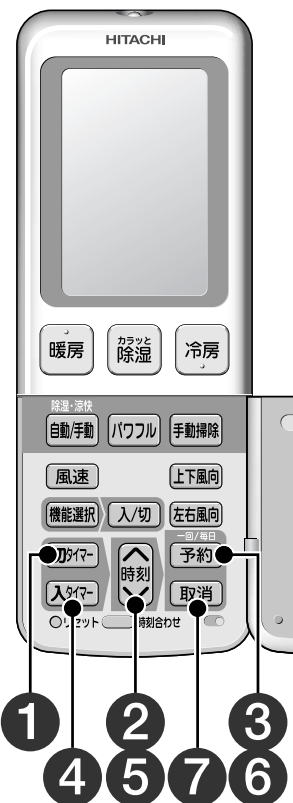 HITACHI
暖房 カラッと 除湿 冷房
除湿・涼快
自動/手動 パワフル 手動掃除
風速 上下風向
機能選択 入/切 左右風向
一回/毎日
切タイマー 時刻 予約
入タイマー 取消
リセット 時刻合わせ
1 2 3
4 5 7 6